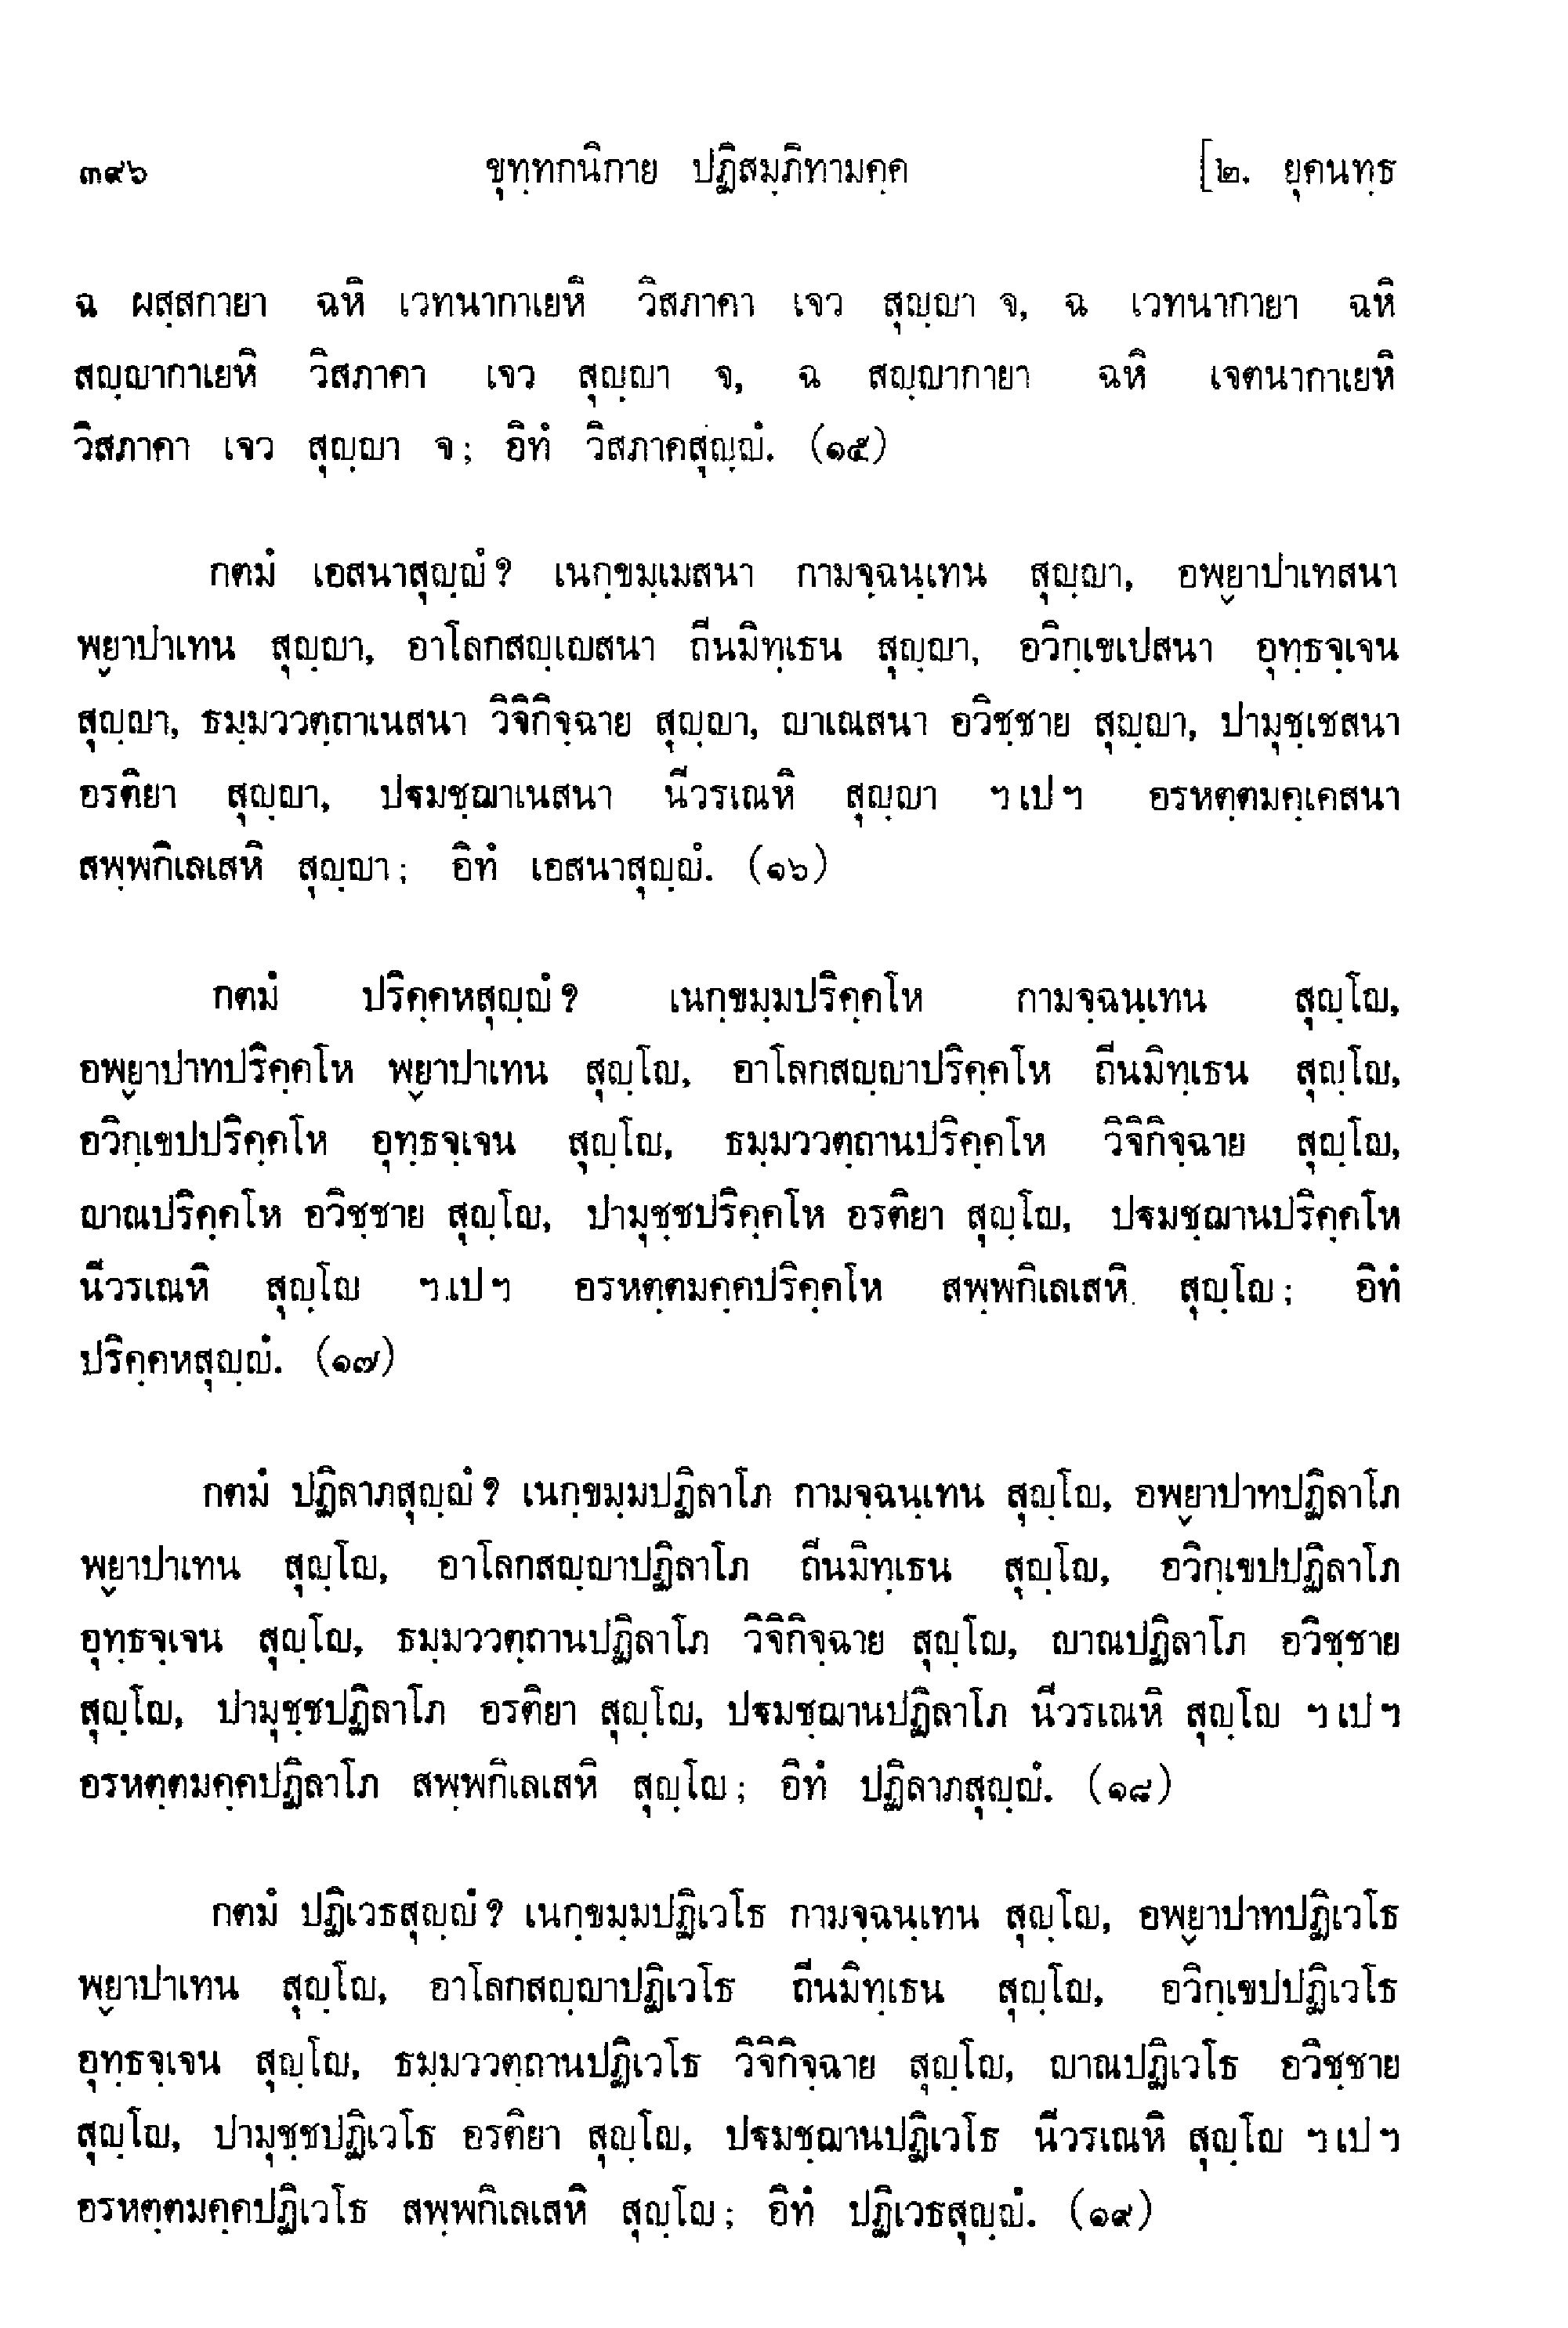 ๓๙๖ ขุทฺทกนิกาย ปฏิสมฺภิทามคฺค [๒. ยุคนทฺธ
ฉ ผสฺสกายา ฉหิ เวทนากาเยหิ วิสภาคา เจว สุญฺญา จ, ฉ เวทนากายา ฉหิ
สญฺญากาเยหิ วิสภาคา เจว สุญฺญา จ, ฉ สญฺญากายา ฉหิ เจตนากาเยหิ
วิสภาคา เจว สุญฺญา จ; อิทํ วิสภาคสุญฺญํ. (๑๕)
กตมํ เอสนาสุญฺญํ? เนกฺขมฺเมสนา กามจฺฉนฺเทน สุญฺญา, อพฺยาปาเทสนา
พฺยาปาเทน สุญฺญา, อาโลกสญฺเญสนา ถีนมิทฺเธน สุญฺญา, อวิกฺเขเปสนา อุทฺธจฺเจน
สุญฺญา, ธมฺมววตฺถาเนสนา วิจิกิจฺฉาย สุญฺญา, ญาเณสนา อวิชฺชาย สุญฺญา, ปามุชฺเชสนา
อรติยา สุญฺญา, ปฐมชฺฌาเนสนา นีวรเณหิ สุญฺญา ฯ เป ฯ อรหตฺตมคฺเคสนา
สพฺพกิเลเสหิ สุญฺญา; อิทํ เอสนาสุญฺญํ. (๑๖)
กตมํ ปริคฺคหสุญฺญํ? เนกฺขมฺมปริคฺคโห กามจฺฉนฺเทน สุญฺโญ,
อพฺยาปาทปริคฺคโห พฺยาปาเทน สุญฺโญ, อาโลกสญฺญาปริคฺคโห ถีนมิทฺเธน สุญฺโญ,
อวิกฺเขปปริคฺคโห อุทฺธจฺเจน สุญฺโญ, ธมฺมววตฺถานปริคฺคโห วิจิกิจฺฉาย สุญฺโญ,
ญาณปริคฺคโห อวิชฺชาย สุญฺโญ, ปามุชฺชปริคฺคโห อรติยา สุญฺโญ, ปฐมชฺฌานปริคฺคโห
นีวรเณหิ สุญฺโญ ฯ เป ฯ อรหตฺตมคฺคปริคฺคโห สพฺพกิเลเสหิ สุญฺโญ; อิทํ
ปริคฺคหสุญฺญํ. (๑๗)
กตมํ ปฏิลาภสุญฺญํ? เนกฺขมฺมปฏิลาโภ กามจฺฉนฺเทน สุญฺโญ, อพฺยาปาทปฏิลาโภ
พฺยาปาเทน สุญฺโญ, อาโลกสญฺญาปฏิลาโภ ถีนมิทฺเธน สุญฺโญ, อวิกฺเขปปฏิลาโภ
อุทฺธจฺเจน สุญฺโญ, ธมฺมววตฺถานปฏิลาโภ วิจิกิจฺฉาย สุญฺโญ, ญาณปฏิลาโภ อวิชฺชาย
สุญฺโญ, ปามุชฺชปฏิลาโภ อรติยา สุญฺโญ, ปฐมชฺฌานปฏิลาโภ นีวรเณหิ สุญฺโญ ฯ เป ฯ
อรหตฺตมคฺคปฏิลาโภ สพฺพกิเลเสหิ สุญฺโญ; อิทํ ปฏิลาภสุญฺญํ. (๑๘)
กตมํ ปฏิเวธสุญฺญํ? เนกฺขมฺมปฏิเวโธ กามจฺฉนฺเทน สุญฺโญ, อพฺยาปาทปฏิเวโธ
พฺยาปาเทน สุญฺโญ, อาโลกสญฺญาปฏิเวโธ ถีนมิทฺเธน สุญฺโญ, อวิกฺเขปปฏิเวโธ
อุทฺธจฺเจน สุญฺโญ, ธมฺมววตฺถานปฏิเวโธ วิจิกิจฺฉาย สุญฺโญ, ญาณปฏิเวโธ อวิชฺชาย
สุญฺโญ, ปามุชฺชปฏิเวโธ อรติยา สุญฺโญ, ปฐมชฺฌานปฏิเวโธ นีวรเณหิ สุญฺโญ ฯ เป ฯ
อรหตฺตมคฺคปฏิเวโธ สพฺพกิเลเสหิ สุญฺโญ; อิทํ ปฏิเวธสุญฺญํ. (๑๙)